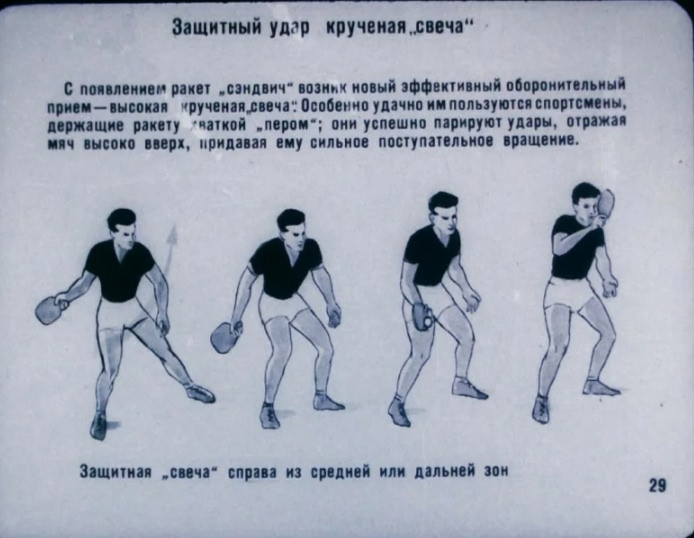 Защитный удар крученая „свеча“
С появлением ракет „сэндвич“ возник новый эффективный оборонительный
прием—высокая крученая „свеча“. Особенно удачно им пользуются спортсмены,
держащие ракету хваткой „пером“; они успешно парируют удары, отражая
мяч высоко вверх, придавая ему сильное поступательное вращение.
Защитная „свеча“ справа из средней или дальней зон
29